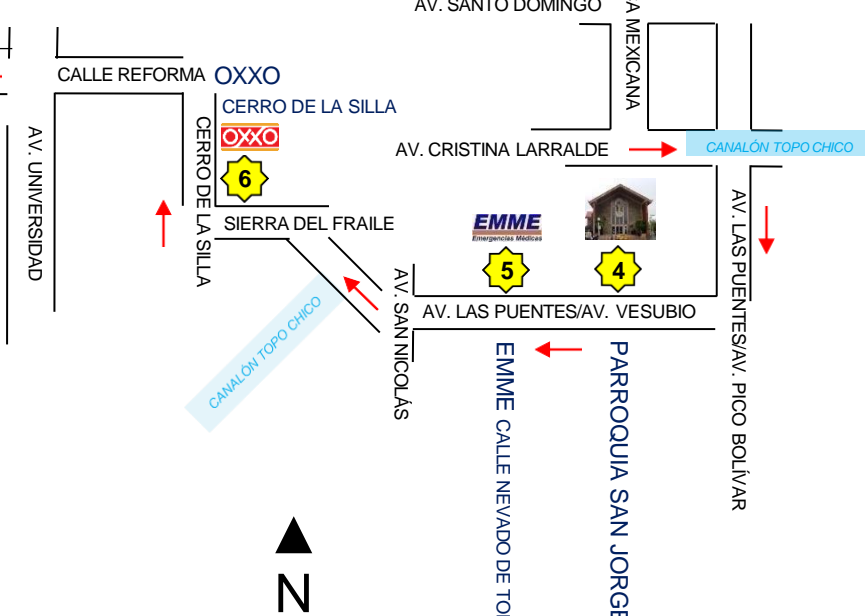 AV. SANTO DOMINGO
A MEXICANA
CALLE REFORMA OXXO
CERRO DE LA SILLA
OXXO
6
CERRO DE LA SILLA
AV. UNIVERSIDAD
SIERRA DEL FRAILE
AV. CRISTINA LARRALDE
CANALÓN TOPO CHICO
EMME
Emergencias Médicas
5
4
AV. LAS PUENTES/AV. PICO BOLÍVAR
AV. SAN NICOLÁS
AV. LAS PUENTES/AV. VESUBIO
CANALÓN TOPO CHICO
EMME CALLE NEVADO DE TO
PARROQUIA SAN JORGE
N